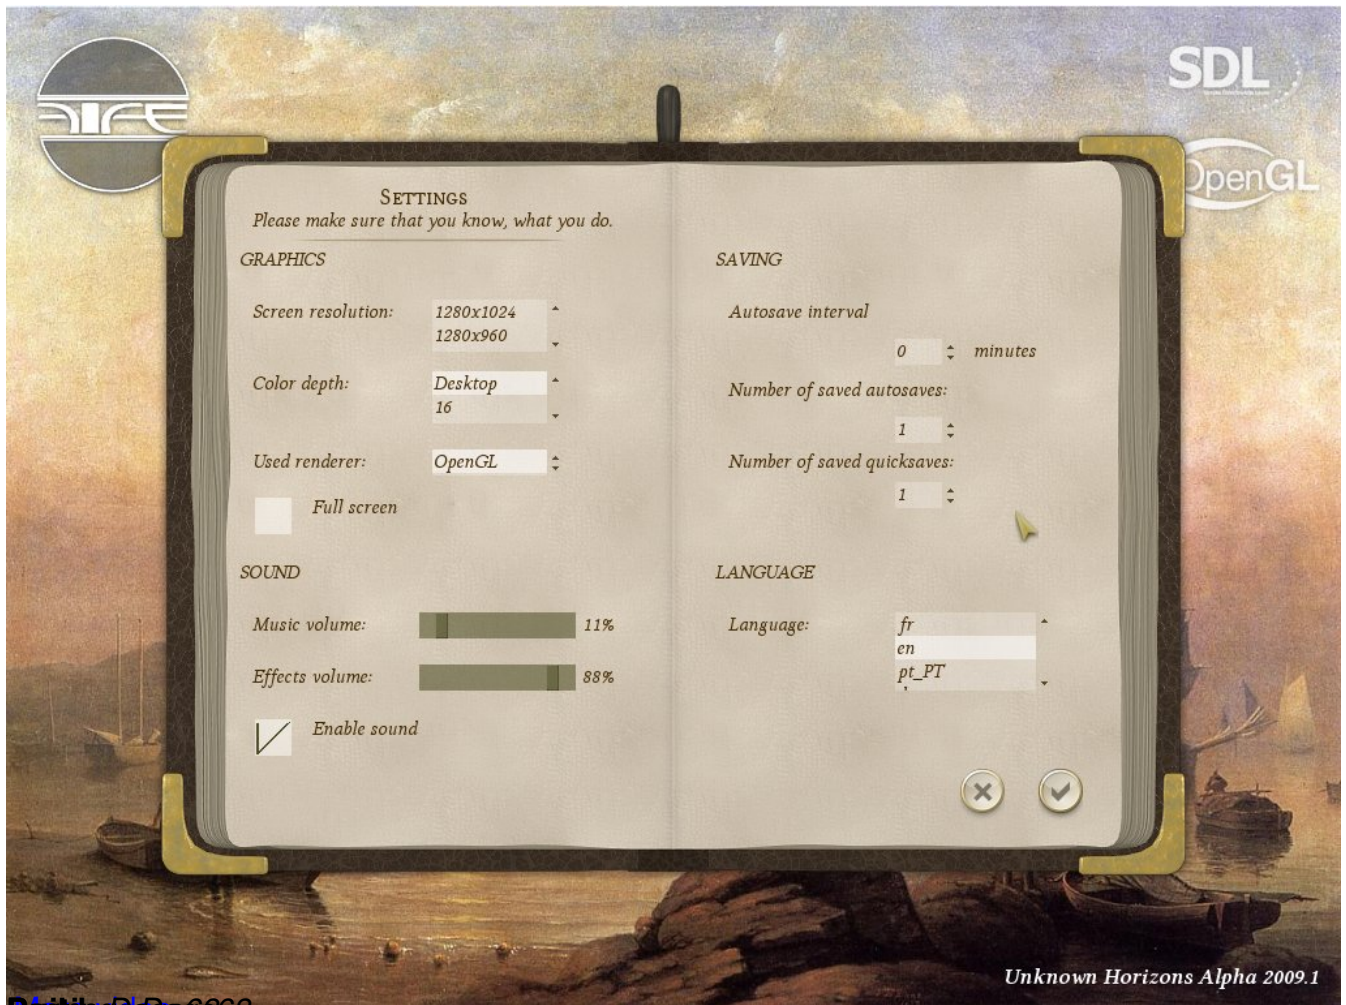 SDL
OpenGL
SETTINGS
Please make sure that you know, what you do.
GRAPHICS
Screen resolution:
1280x1024
1280x960
Color depth:
Desktop
16
Used renderer:
OpenGL
Full screen
SOUND
Music volume:
11%
Effects volume:
88%
Enable sound
SAVING
Autosave interval
0
minutes
Number of saved autosaves:
1
Number of saved quicksaves:
1
LANGUAGE
Language:
fr
en
pt_PT
Unknown Horizons Alpha 2009.1